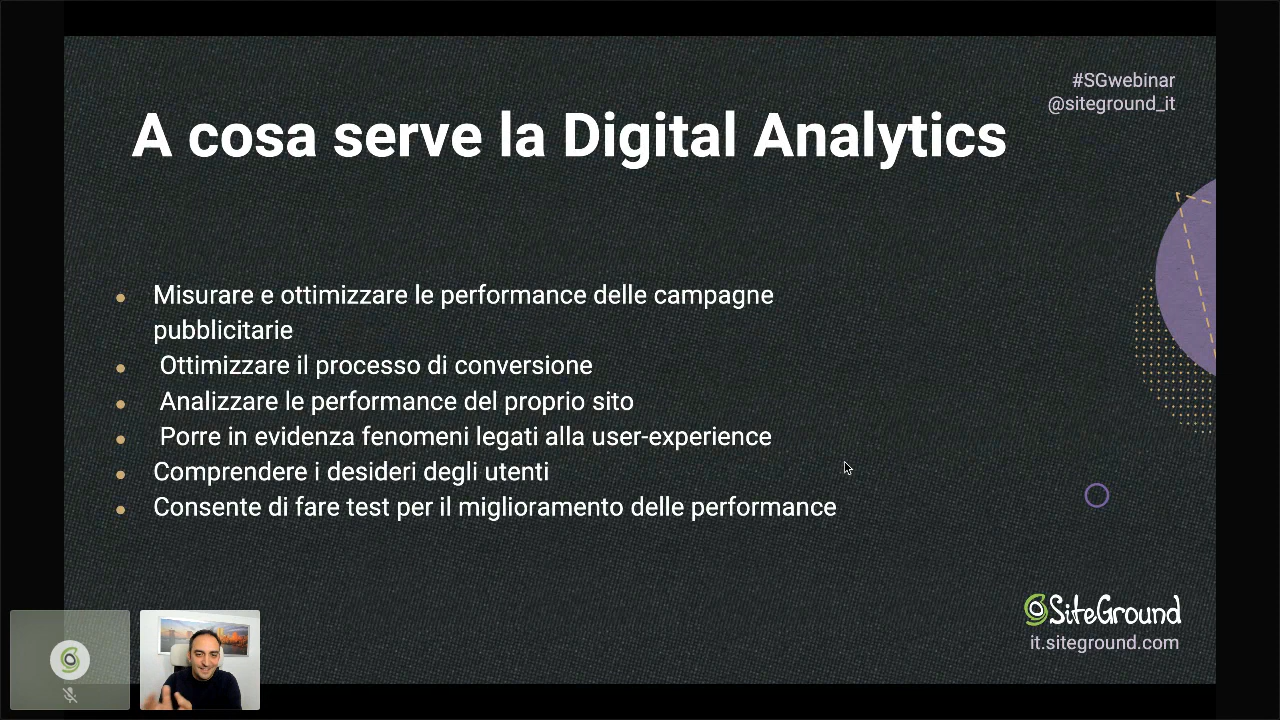 #SGwebinar
@siteground_it
A cosa serve la Digital Analytics
Misurare e ottimizzare le performance delle campagne
pubblicitarie
Ottimizzare il processo di conversione
Analizzare le performance del proprio sito
Porre in evidenza fenomeni legati alla user-experience
Comprendere i desideri degli utenti
Consente di fare test per il miglioramento delle performance
SiteGround
it.siteground.com